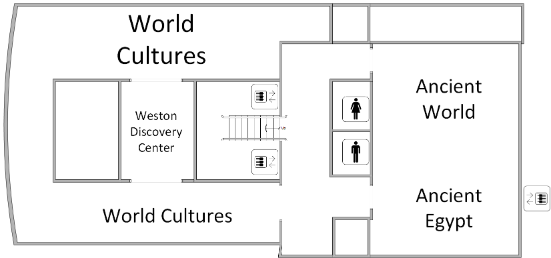 World
Cultures
Weston
Discovery
Center
World Cultures
Ancient
World
Ancient
Egypt